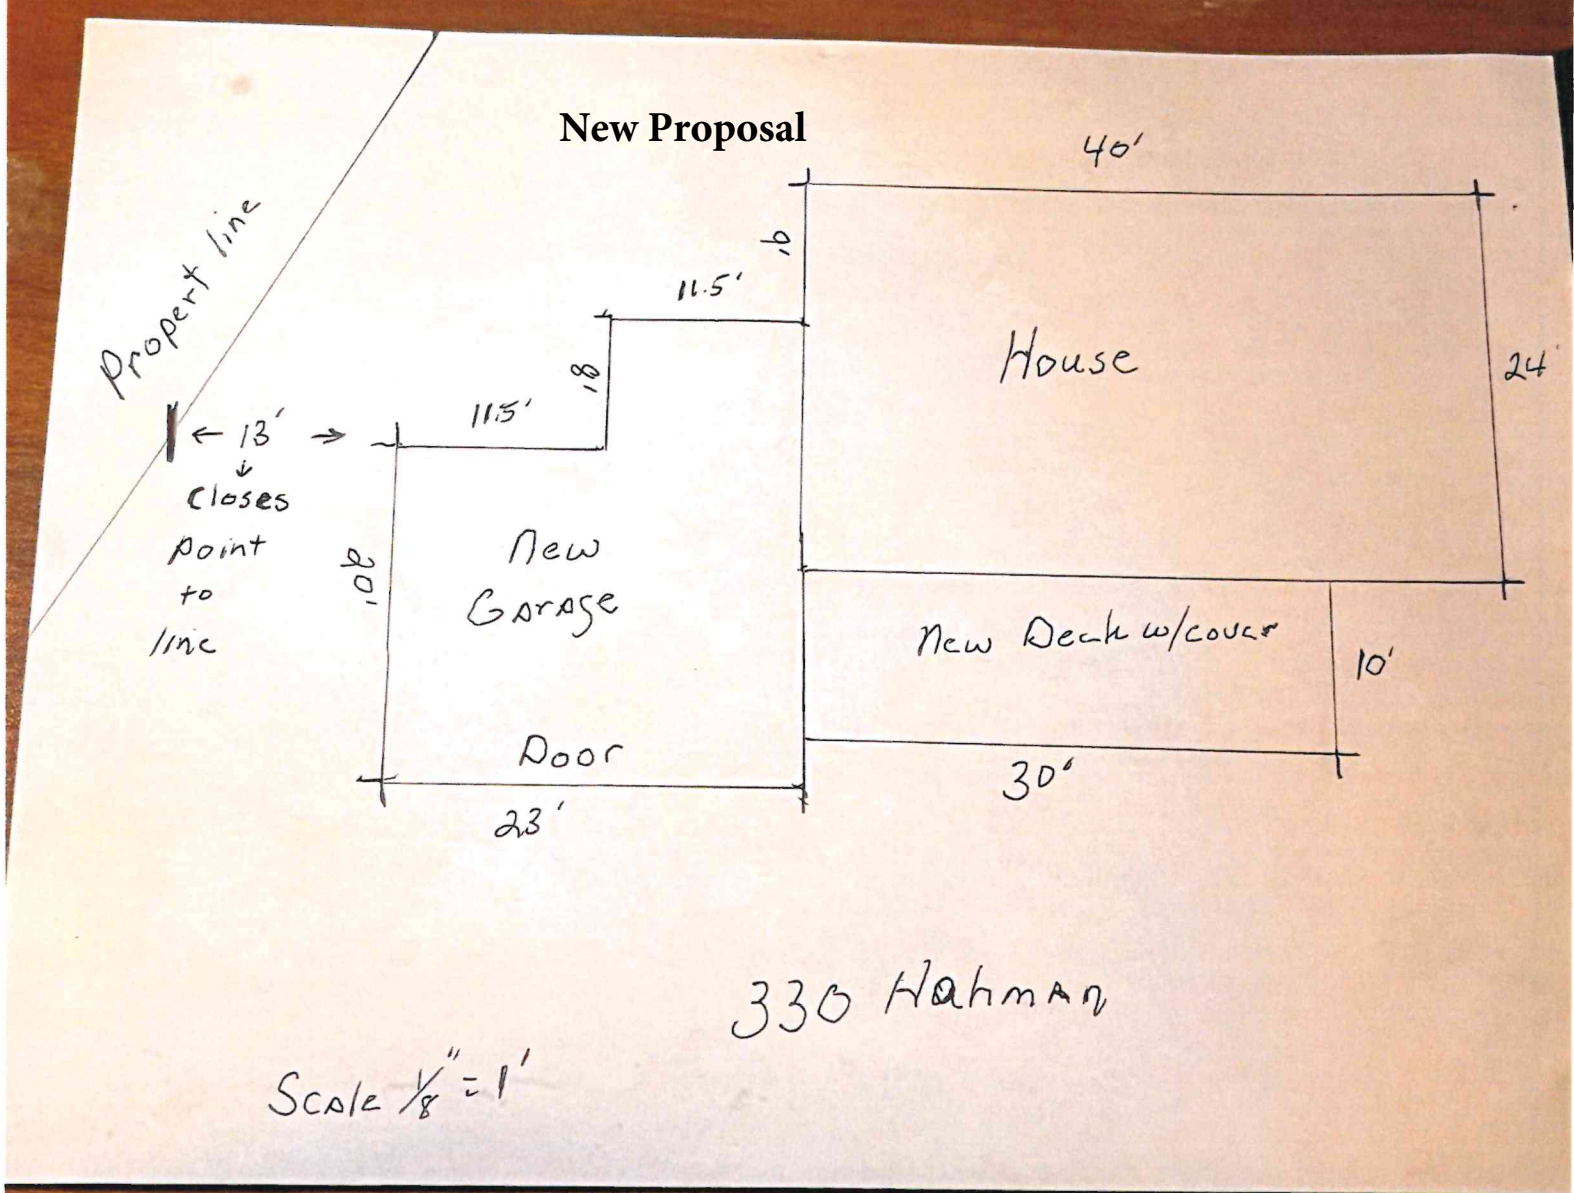 New Proposal
40'
9'
11.5'
Property line
8'
House
24'
11.5'
← 13' →
↓
Closes
point
to
line
20'
New
Garage
New Deck w/cover
10'
Door
30'
23'
330 Hahman
Scale 1/8" = 1'